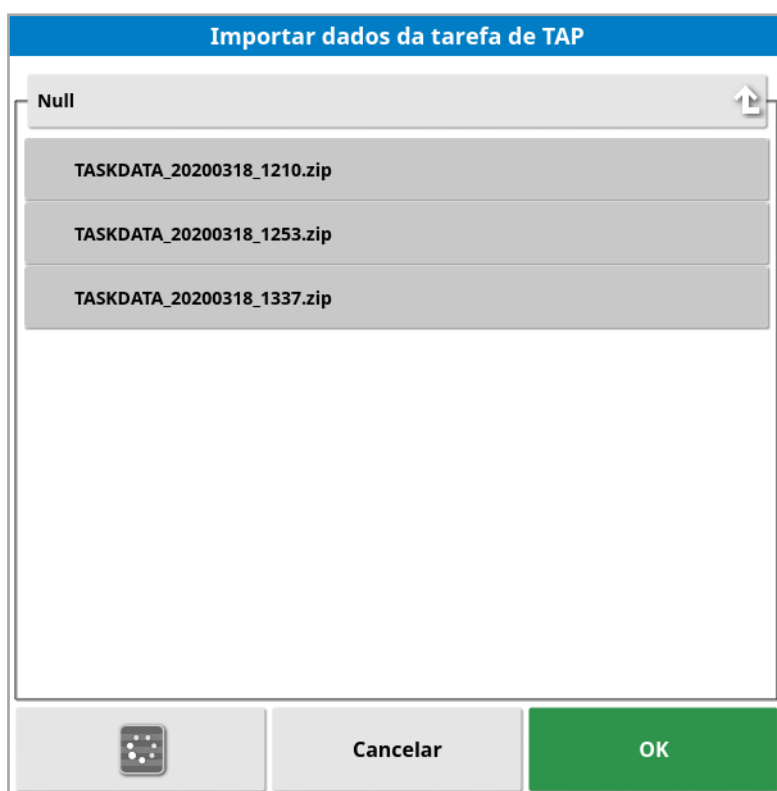 Importar dados da tarefa de TAP
Null
TASKDATA_20200318_1210.zip
TASKDATA_20200318_1253.zip
TASKDATA_20200318_1337.zip
Cancelar
OK